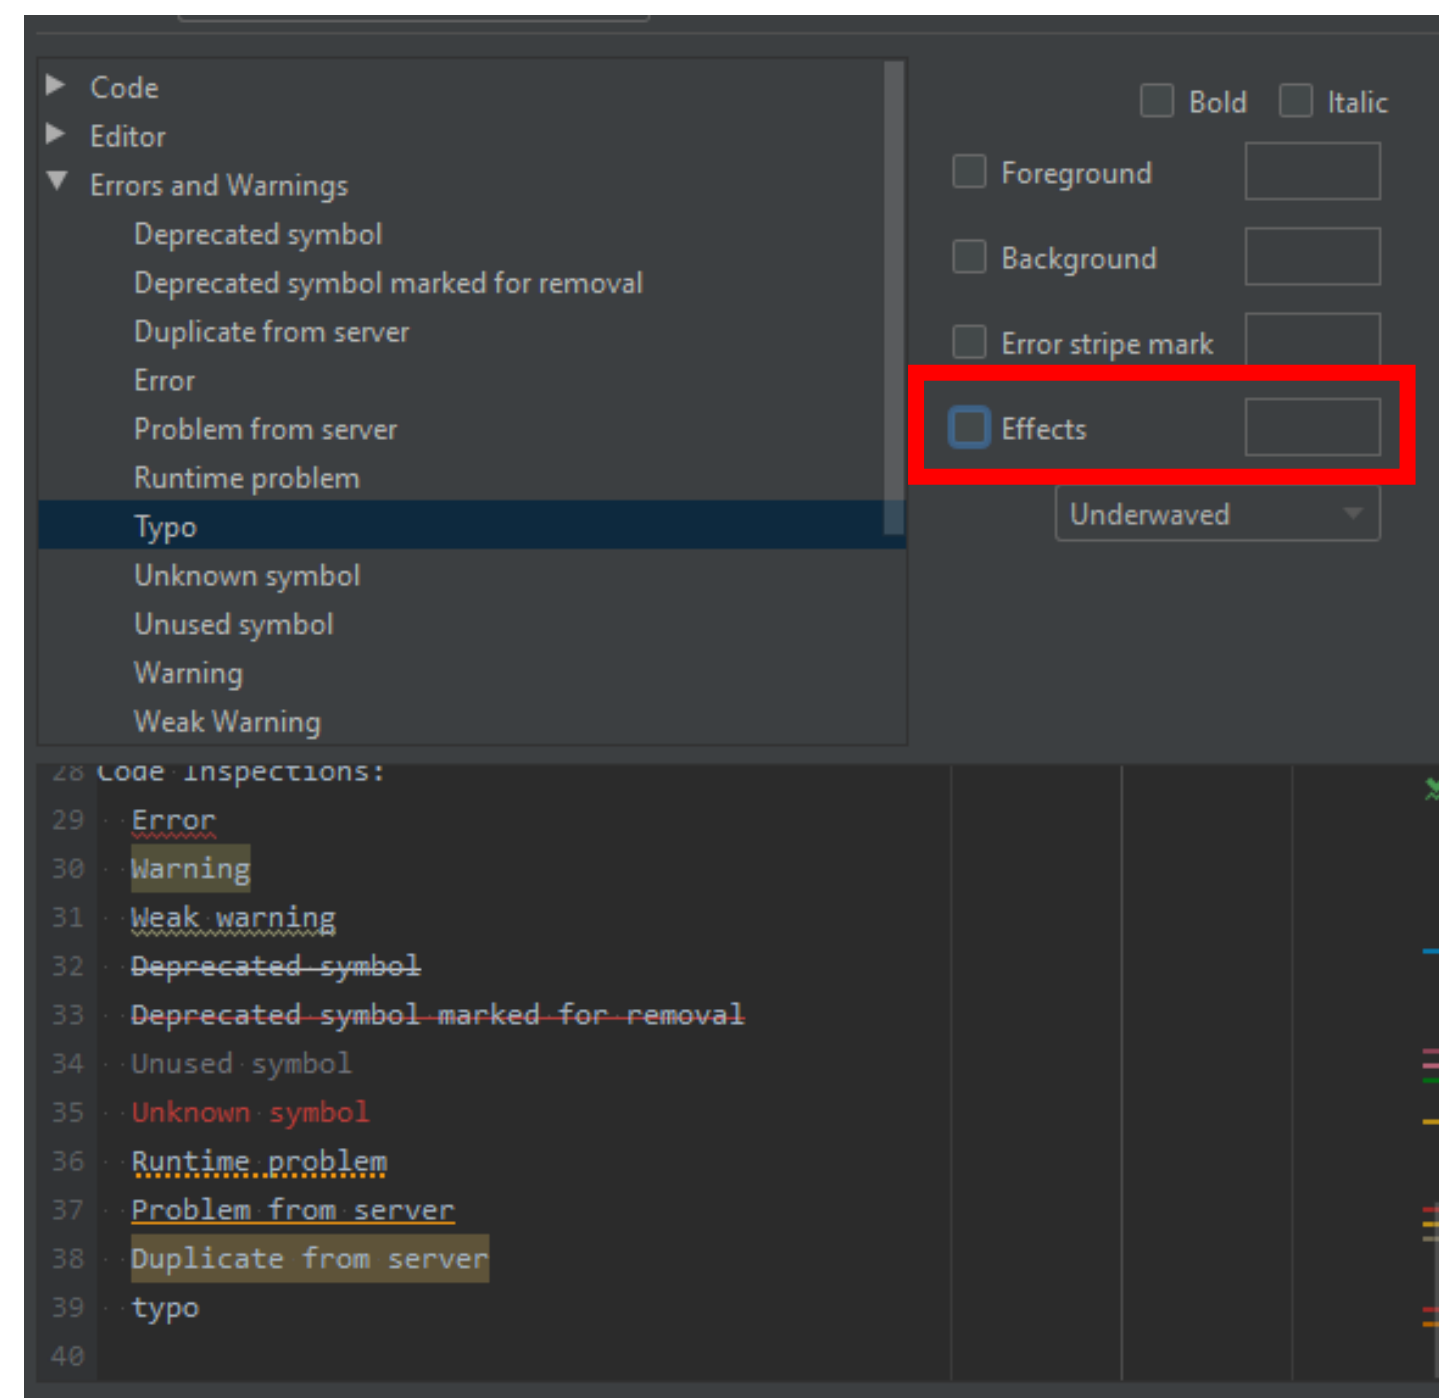 Code
Editor
Errors and Warnings
Deprecated symbol
Deprecated symbol marked for removal
Duplicate from server
Error
Problem from server
Runtime problem
Typo
Unknown symbol
Unused symbol
Warning
Weak Warning
Bold Italic
Foreground
Background
Error stripe mark
Effects
Underwaved
28 Code Inspections:
29 Error
30 Warning
31 Weak warning
32 Deprecated symbol
33 Deprecated symbol marked for removal
34 Unused symbol
35 Unknown symbol
36 Runtime problem
37 Problem from server
38 Duplicate from server
39 typo
40